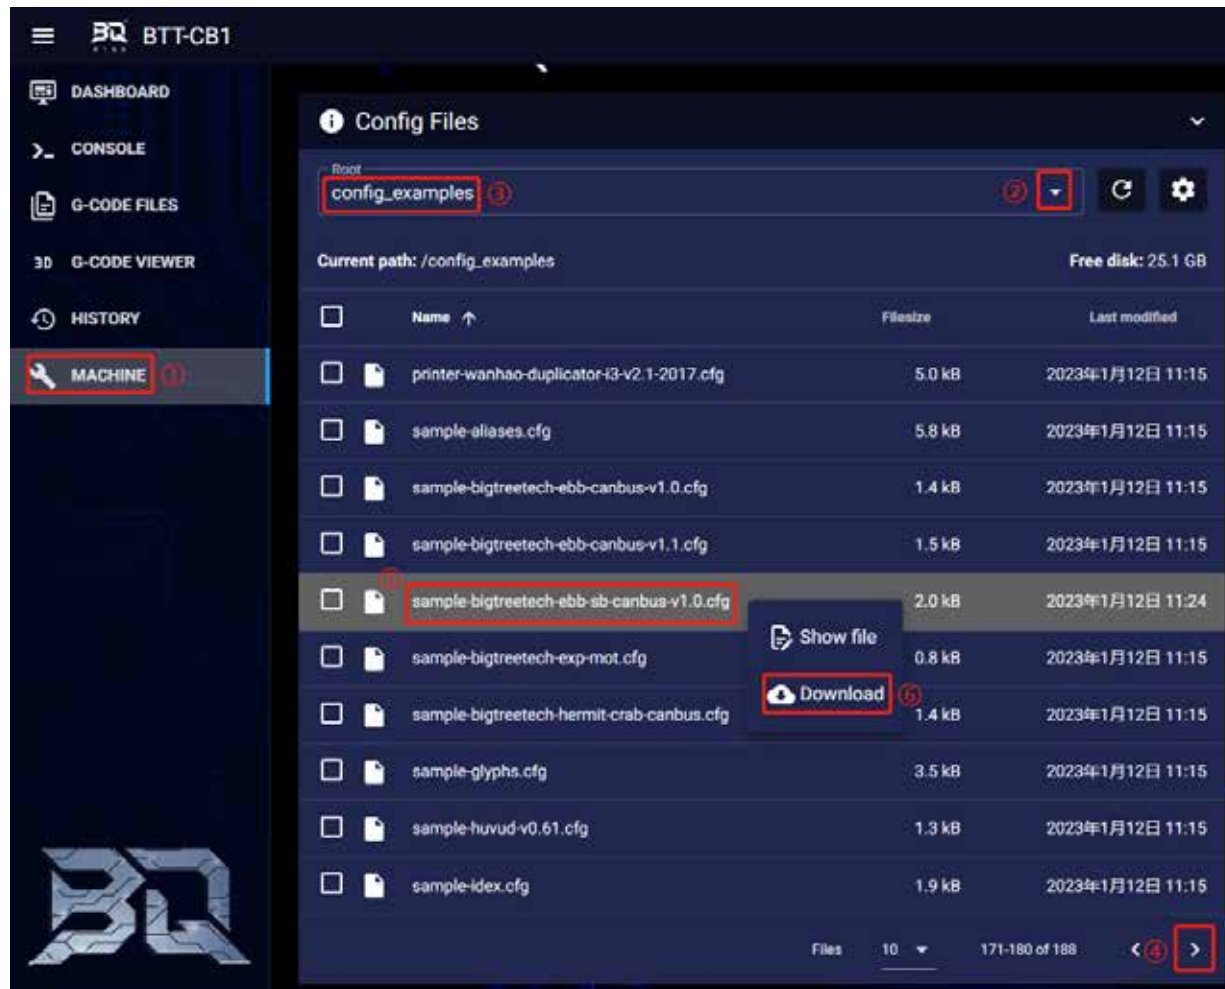 BQ BTT-CB1
DASHBOARD
CONSOLE
G-CODE FILES
3D G-CODE VIEWER
HISTORY
MACHINE ①
Config Files
Root
config_examples ③ ②
Current path: /config_examples Free disk: 25.1 GB
Name ↑ Filesize Last modified
printer-wanhao-duplicator-i3-v2.1-2017.cfg 5.0 kB 2023年1月12日 11:15
sample-aliases.cfg 5.8 kB 2023年1月12日 11:15
sample-bigtreetech-ebb-canbus-v1.0.cfg 1.4 kB 2023年1月12日 11:15
sample-bigtreetech-ebb-canbus-v1.1.cfg 1.5 kB 2023年1月12日 11:15
sample-bigtreetech-ebb-sb-canbus-v1.0.cfg 2.0 kB 2023年1月12日 11:24
Show file
sample-bigtreetech-exp-mot.cfg 0.8 kB 2023年1月12日 11:15
Download ⑥
sample-bigtreetech-hermit-crab-canbus.cfg 1.4 kB 2023年1月12日 11:15
sample-glyphs.cfg 3.5 kB 2023年1月12日 11:15
sample-huvud-v0.61.cfg 1.3 kB 2023年1月12日 11:15
sample-idex.cfg 1.9 kB 2023年1月12日 11:15
BQ
Files 10 171-180 of 188 < ④ >